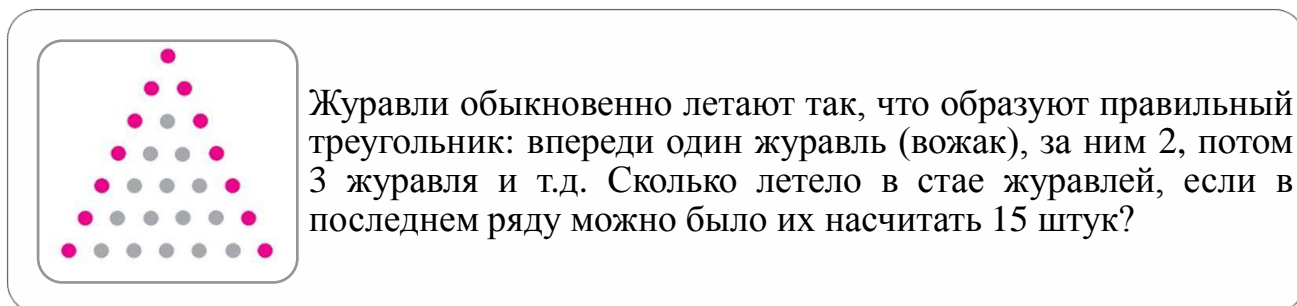 Журавли обыкновенно летают так, что образуют правильный
треугольник: впереди один журавль (вожак), за ним 2, потом
3 журавля и т.д. Сколько летело в стае журавлей, если в
последнем ряду можно было их насчитать 15 штук?